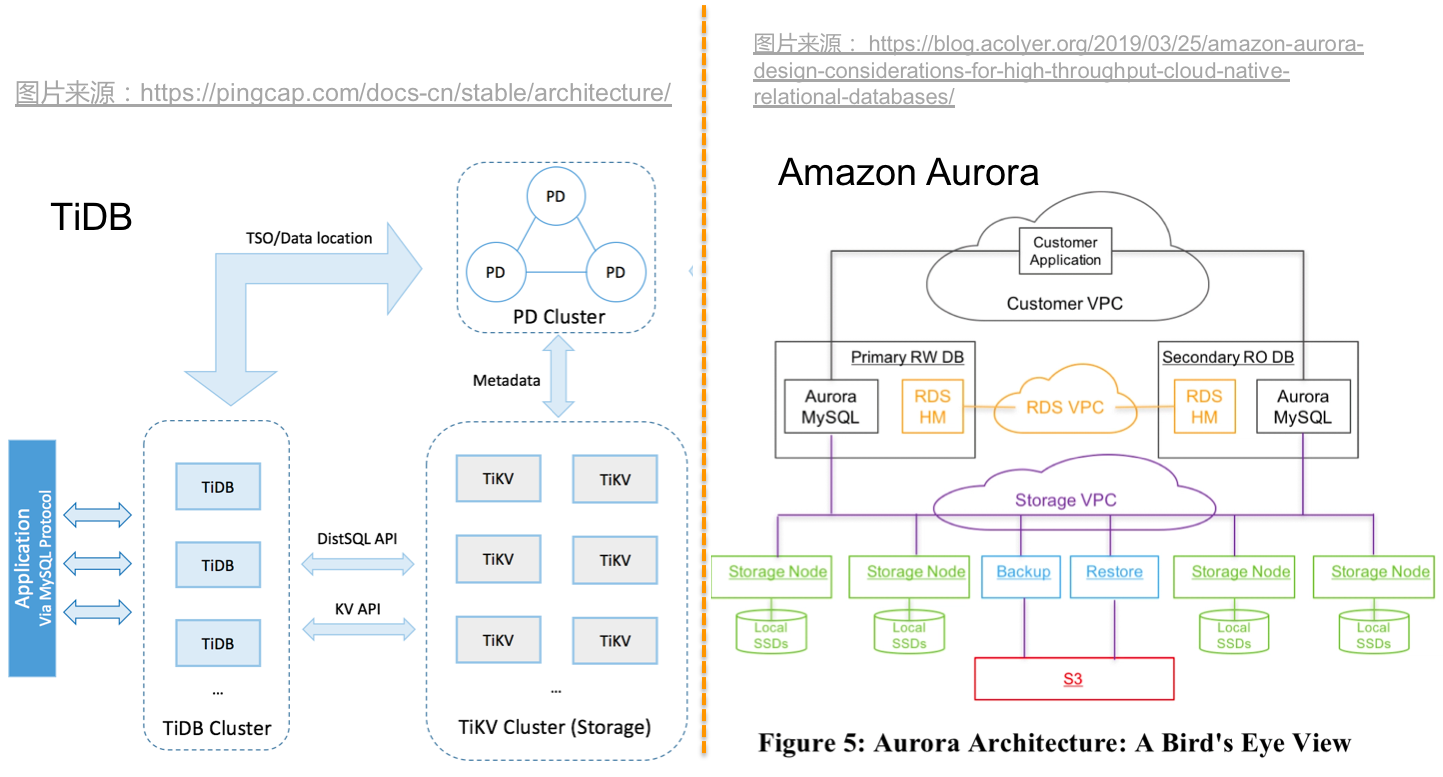 图片来源：https://pingcap.com/docs-cn/stable/architecture/
TiDB
TSO/Data location
PD
PD
PD
PD Cluster
Metadata
Application
Via MySQL Protocol
TiDB
TiDB
TiDB
...
TiDB Cluster
DistSQL API
KV API
TiKV
TiKV
TiKV
TiKV
TiKV
TiKV
...
TiKV Cluster (Storage)
图片来源： https://blog.acolyer.org/2019/03/25/amazon-aurora-
design-considerations-for-high-throughput-cloud-native-
relational-databases/
Amazon Aurora
Customer
Application
Customer VPC
Primary RW DB
Aurora
MySQL
RDS
HM
RDS VPC
Secondary RO DB
RDS
HM
Aurora
MySQL
Storage VPC
Storage Node
Storage Node
Backup
Restore
Storage Node
Storage Node
Local
SSDs
Local
SSDs
Local
SSDs
Local
SSDs
S3
Figure 5: Aurora Architecture: A Bird's Eye View